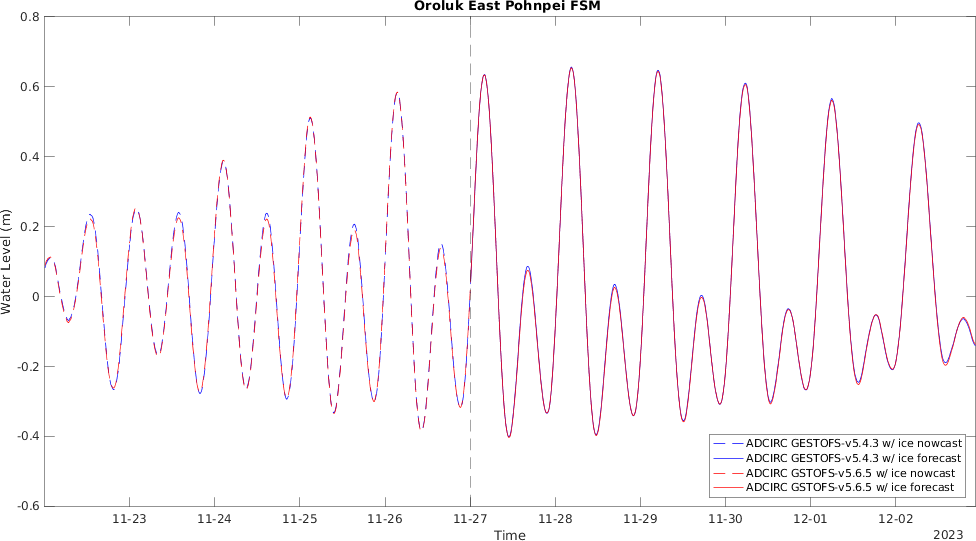 Oroluk East Pohnpei FSM
0.8
0.6
0.4
0.2
0
-0.2
-0.4
-0.6
Water Level (m)
11-23
11-24
11-25
11-26
11-27
11-28
11-29
11-30
12-01
12-02
Time
2023
ADCIRC GESTOFS-v5.4.3 w/ ice nowcast
ADCIRC GESTOFS-v5.4.3 w/ ice forecast
ADCIRC GSTOFS-v5.6.5 w/ ice nowcast
ADCIRC GSTOFS-v5.6.5 w/ ice forecast